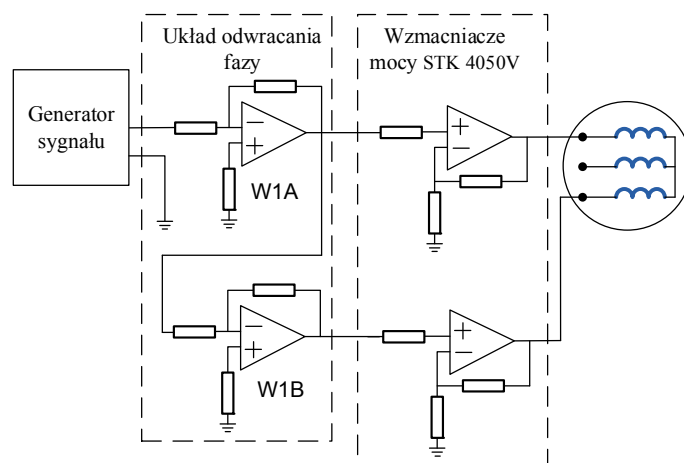 Układ odwracania
fazy
Wzmacniacze
mocy STK 4050V
Generator
sygnału
W1A
W1B